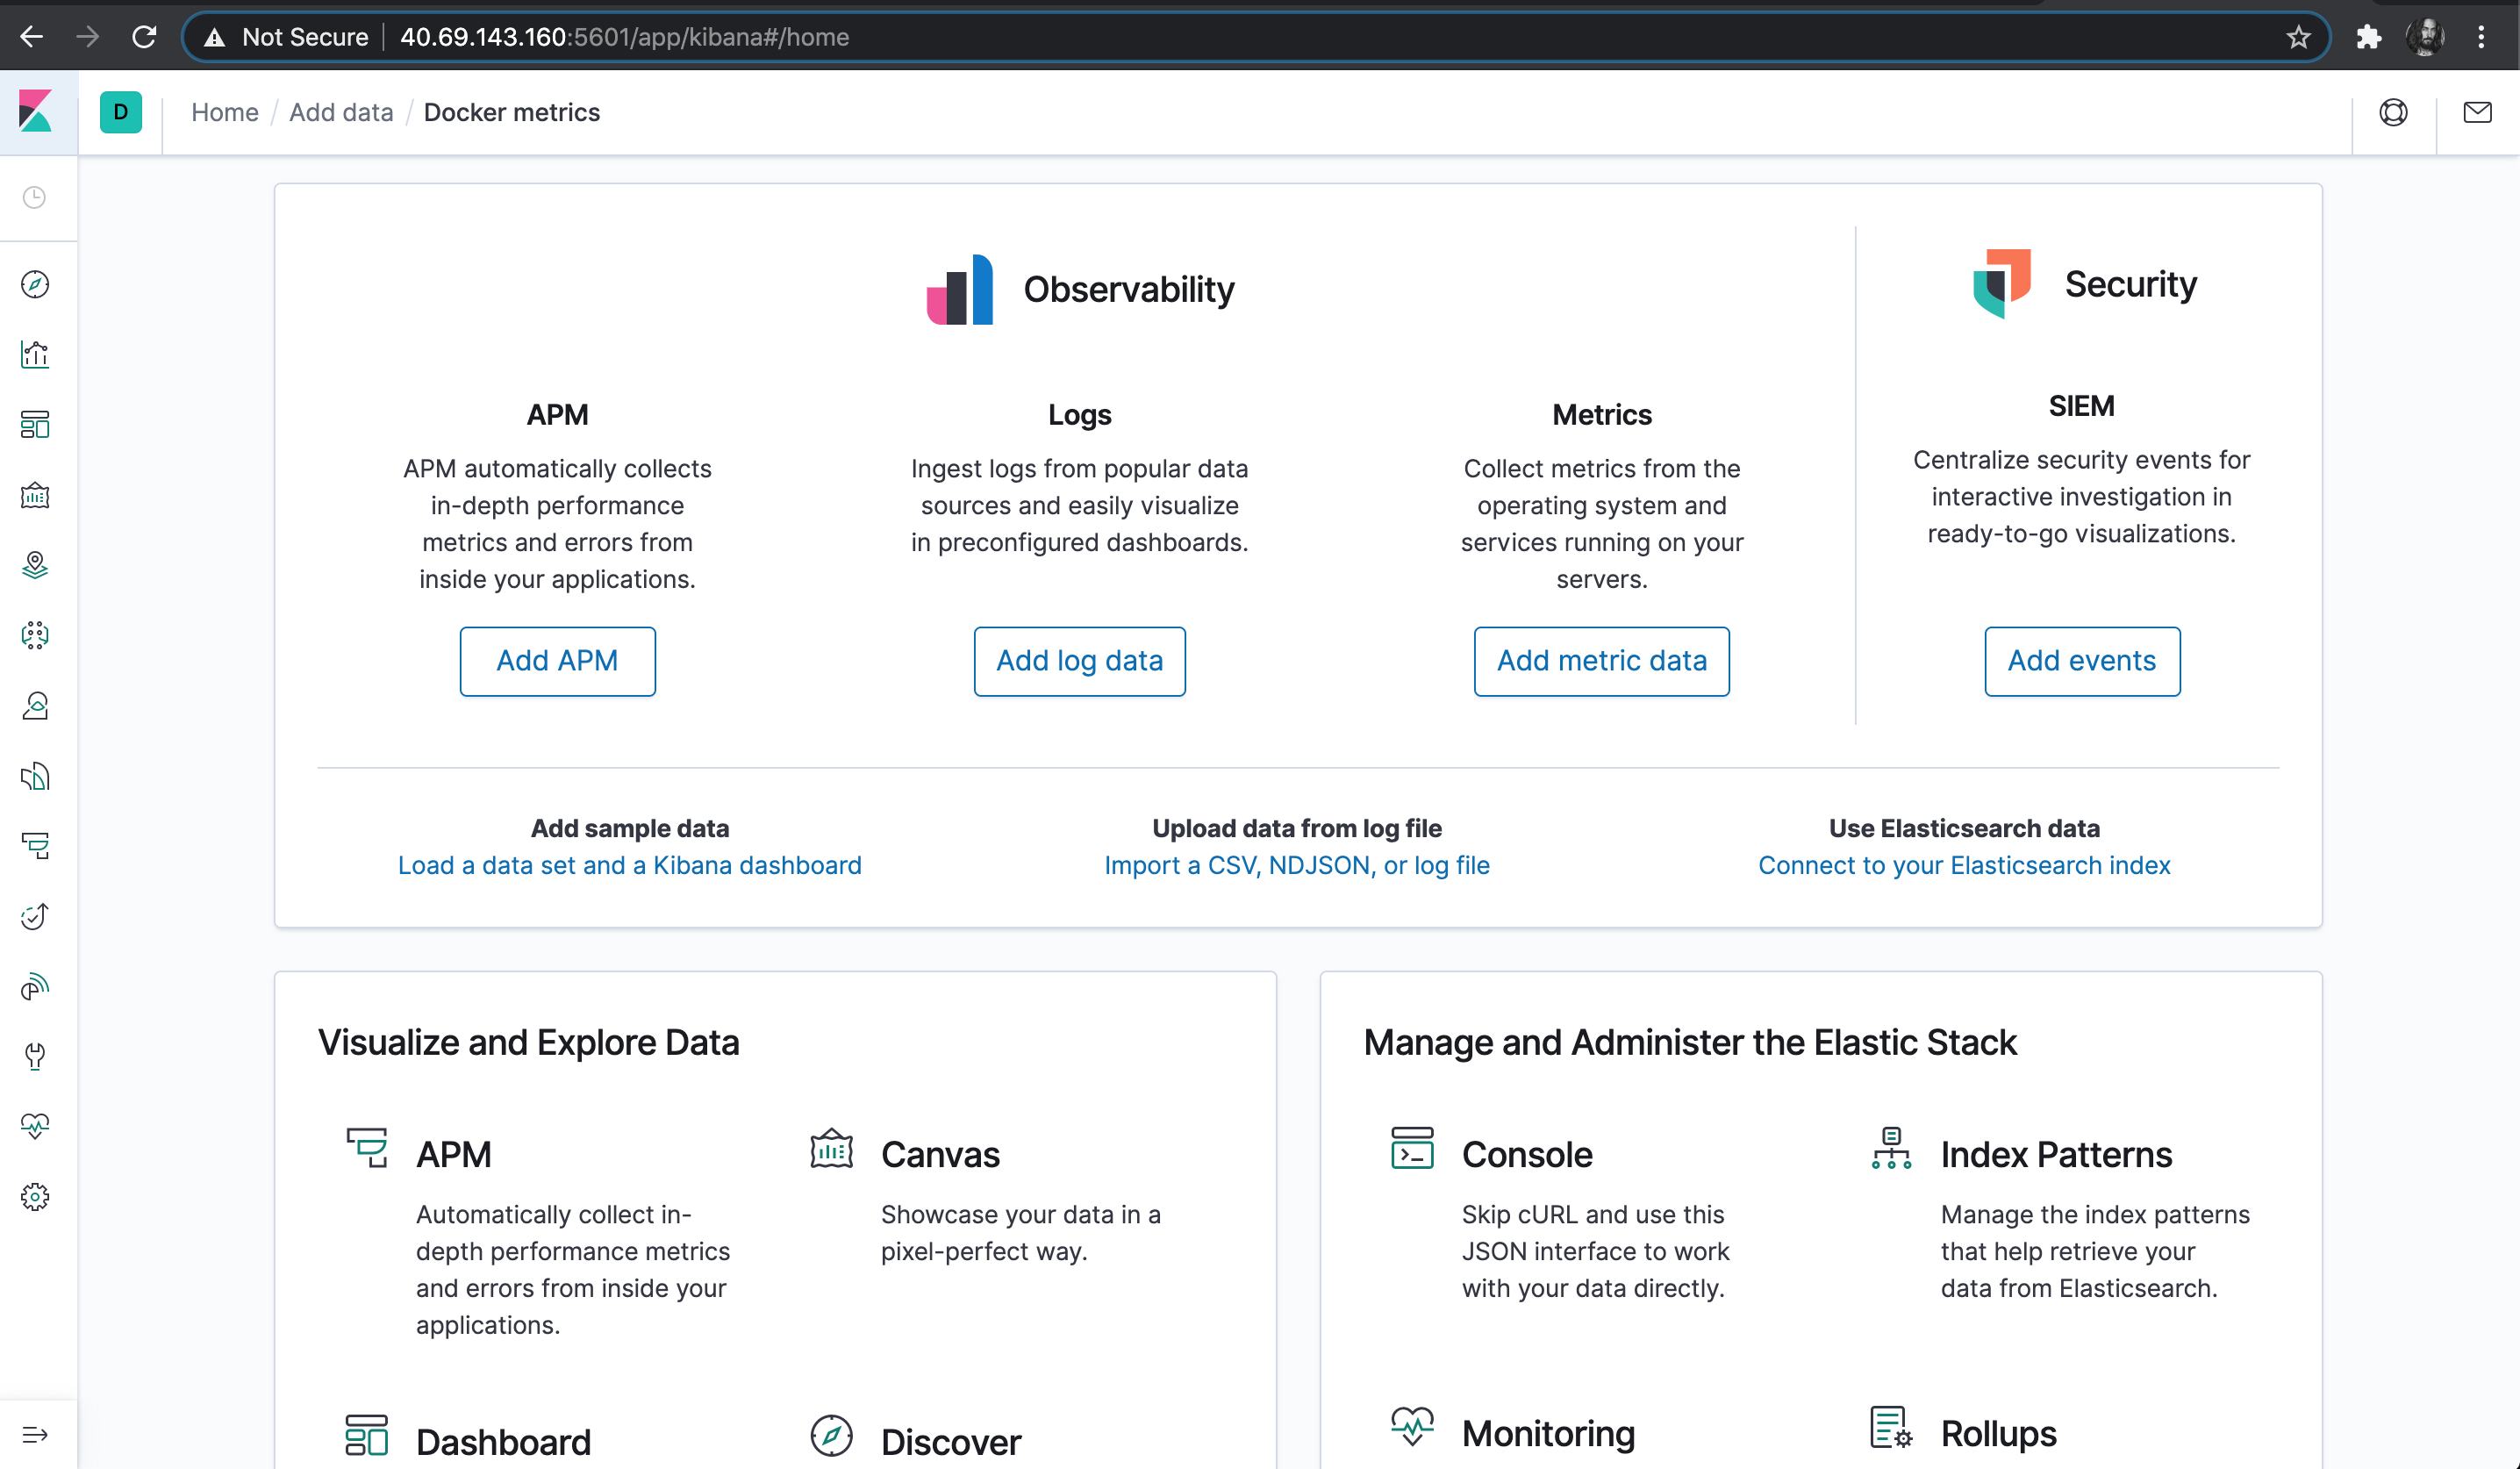 Not Secure 40.69.143.160:5601/app/kibana#/home
D Home / Add data / Docker metrics
Observability
Security
APM
Logs
Metrics
SIEM
APM automatically collects
in-depth performance
metrics and errors from
inside your applications.
Ingest logs from popular data
sources and easily visualize
in preconfigured dashboards.
Collect metrics from the
operating system and
services running on your
servers.
Centralize security events for
interactive investigation in
ready-to-go visualizations.
Add APM
Add log data
Add metric data
Add events
Add sample data
Load a data set and a Kibana dashboard
Upload data from log file
Import a CSV, NDJSON, or log file
Use Elasticsearch data
Connect to your Elasticsearch index
Visualize and Explore Data
APM
Automatically collect in-
depth performance metrics
and errors from inside your
applications.
Canvas
Showcase your data in a
pixel-perfect way.
Dashboard
Discover
Manage and Administer the Elastic Stack
Console
Skip cURL and use this
JSON interface to work
with your data directly.
Index Patterns
Manage the index patterns
that help retrieve your
data from Elasticsearch.
Monitoring
Rollups